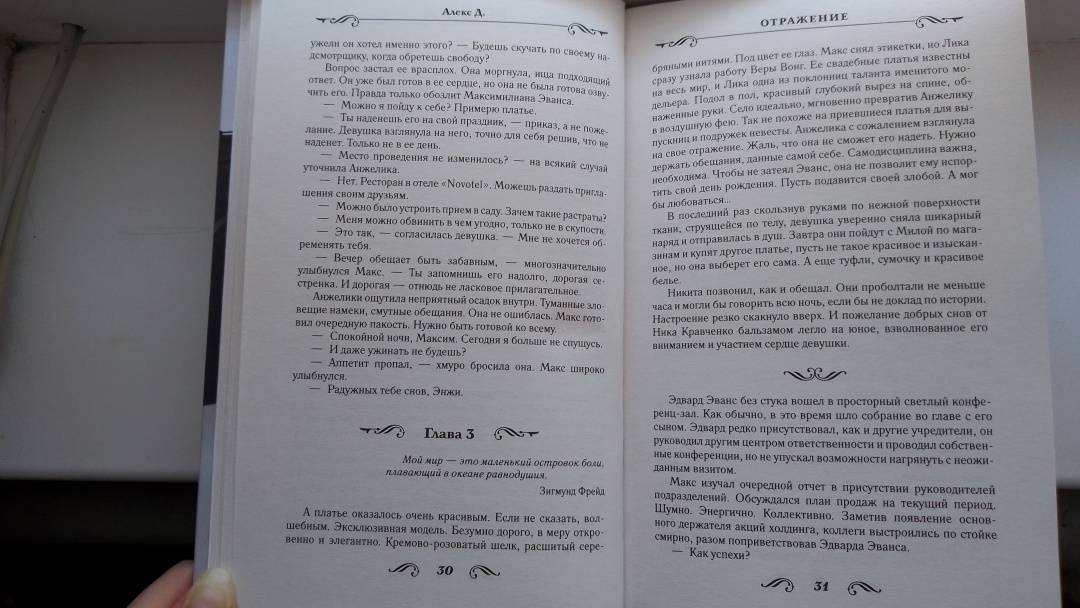 Алекс Д.
ужели он хотел именно этого? — Будешь скучать по своему на-
дсмотрщику, когда обретешь свободу?
Вопрос застал ее врасплох. Она моргнула, ища подходящий
ответ. Он уже был готов в ее сердце, но она не была готова озву-
чить его. Правда только обозлит Максимилиана Эванса.
— Можно я пойду к себе? Примерю платье.
— Ты наденешь его на свой праздник, — приказ, а не поже-
лание. Девушка взглянула на него, точно для себя решив, что не
наденет. Только не в ее день.
— Место проведения не изменилось? — на всякий случай
уточнила Анжелика.
— Нет. Ресторан в отеле «Novotel». Можешь раздать пригла-
шения своим друзьям.
— Можно было устроить прием в саду. Зачем такие растраты?
— Меня можно обвинить в чем угодно, только не в скупости.
— Это так, — согласилась девушка. — Мне не хочется об-
ременять тебя.
— Вечер обещает быть забавным, — многозначительно
улыбнулся Макс. — Ты запомнишь его надолго, дорогая се-
стренка. И дорогая — отнюдь не ласковое прилагательное.
Анжелики ощутила неприятный осадок внутри. Туманные зло-
вещие намеки, смутные обещания. Она не ошиблась. Макс гото-
вил очередную пакость. Нужно быть готовой ко всему.
— Спокойной ночи, Максим. Сегодня я больше не спущусь.
— И даже ужинать не будешь?
— Аппетит пропал, — хмуро бросила она. Макс широко
улыбнулся.
— Радужных тебе снов, Энжи.
Глава 3
Мой мир — это маленький островок боли,
плавающий в океане равнодушия.
Зигмунд Фрейд
А платье оказалось очень красивым. Если не сказать, вол-
шебным. Эксклюзивная модель. Безумно дорого, в меру откро-
венно и элегантно. Кремово-розоватый шелк, расшитый сере-
30
ОТРАЖЕНИЕ
бряными нитями. Под цвет ее глаз. Макс снял этикетки, но Лика
сразу узнала работу Веры Вонг. Ее свадебные платья известны
на весь мир, и Лика одна из поклонниц таланта именитого мо-
дельера. Подол в пол, красивый глубокий вырез на спине, об-
наженные руки. Село идеально, мгновенно превратив Анжелику
в воздушную фею. Так не похоже на приевшиеся платья для вы-
пускниц и подружек невесты. Анжелика с сожалением взглянула
на свое отражение. Жаль, что она не сможет его надеть. Нужно
держать обещания, данные самой себе. Самодисциплина важна,
необходима. Чтобы не затеял Эванс, она не позволит ему испор-
тить свой день рождения. Пусть подавится своей злобой. А мог
бы любоваться...
В последний раз скользнув руками по нежной поверхности
ткани, струящейся по телу, девушка уверенно сняла шикарный
наряд и отправилась в душ. Завтра они пойдут с Милой по мага-
зинам и купят другое платье, пусть не такое красивое и изыскан-
ное, но она выберет его сама. А еще туфли, сумочку и красивое
белье.
Никита позвонил, как и обещал. Они проболтали не меньше
часа и могли бы говорить всю ночь, если бы не доклад по истории.
Настроение резко скакнуло вверх. И пожелание добрых снов от
Ника Кравченко бальзамом легло на юное, взволнованное его
вниманием и участием сердце девушки.
Эдвард Эванс без стука вошел в просторный светлый конфе-
ренц-зал. Как обычно, в это время шло собрание во главе с его
сыном. Эдвард редко присутствовал, как и другие учредители, он
руководил другим центром ответственности и проводил собствен-
ные конференции, но не упускал возможности нагрянуть с неожи-
данным визитом.
Макс изучал очередной отчет в присутствии руководителей
подразделений. Обсуждался план продаж на текущий период.
Шумно. Энергично. Коллективно. Заметив появление основ-
ного держателя акций холдинга, коллеги выстроились по стойке
смирно, разом поприветствовав Эдварда Эванса.
— Как успехи?
31